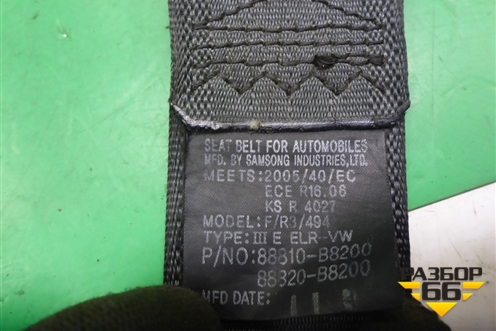 SEAT BELT FOR AUTOMOBILES
MFD. BY SAMSONG INDUSTRIES,LTD.
MEETS:2005/40/EC
ECE R16.06
KS R 4027
MODEL:F/R3/494
TYPE:III E ELR-VW
P/NO:88810-B8200
88820-B8200
MFD DATE:
РАЗБОР
66